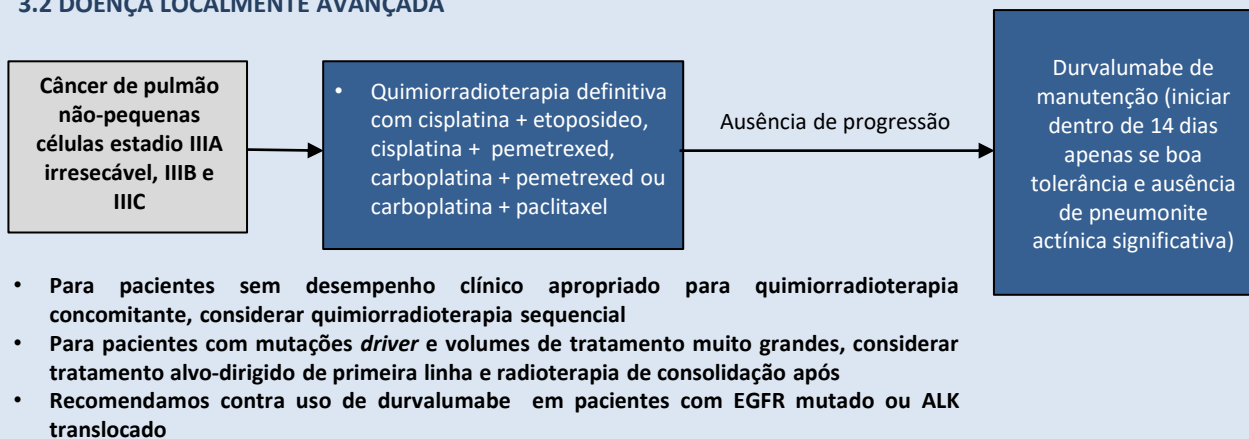 3.2 DOENÇA LOCALMENTE AVANÇADA
Câncer de pulmão
não-pequenas
células estadio IIIA
irresecável, IIIB e
IIIC
• Quimiorradioterapia definitiva
com cisplatina + etoposideo,
cisplatina + pemetrexed,
carboplatina + pemetrexed ou
carboplatina + paclitaxel
Ausência de progressão
Durvalumabe de
manutenção (iniciar
dentro de 14 dias
apenas se boa
tolerância e ausência
de pneumonite
actínica significativa)
• Para pacientes sem desempenho clínico apropriado para quimiorradioterapia
concomitante, considerar quimiorradioterapia sequencial
• Para pacientes com mutações driver e volumes de tratamento muito grandes, considerar
tratamento alvo-dirigido de primeira linha e radioterapia de consolidação após
• Recomendamos contra uso de durvalumabe em pacientes com EGFR mutado ou ALK
translocado